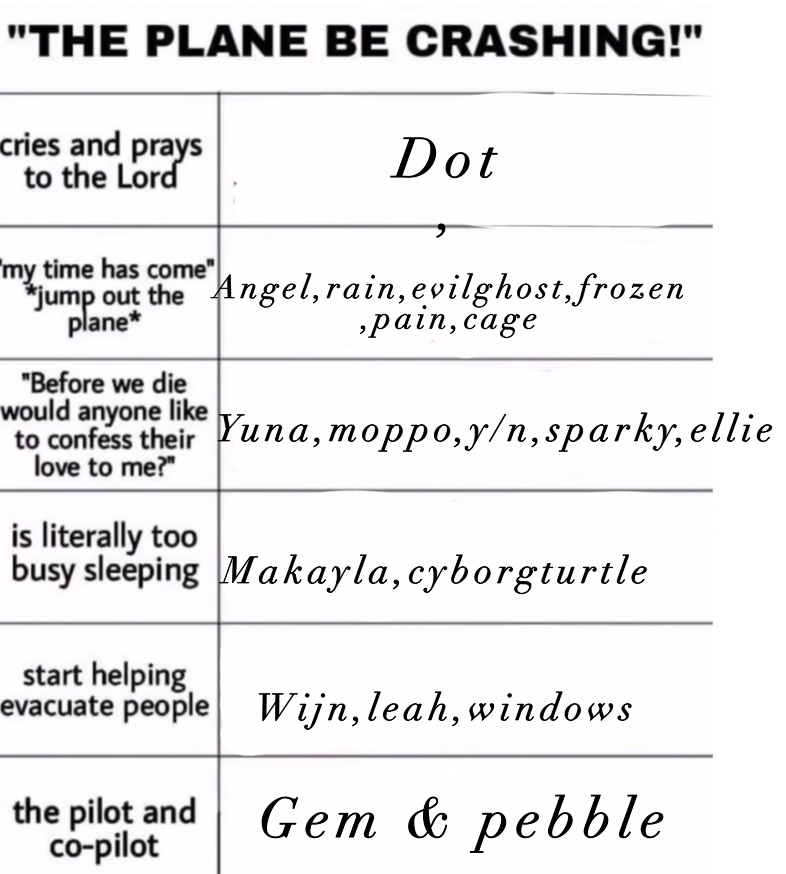 "THE PLANE BE CRASHING!"
cries and prays
to the Lord
Dot
,
'my time has come"
*jump out the
plane*
Angel,rain,evilghost,frozen
,pain,cage
"Before we die
would anyone like
to confess their
love to me?"
Yuna,moppo,y/n,sparky,ellie
is literally too
busy sleeping
Makayla,cyborgturtle
start helping
evacuate people
Wijn,leah,windows
the pilot and
co-pilot
Gem & pebble